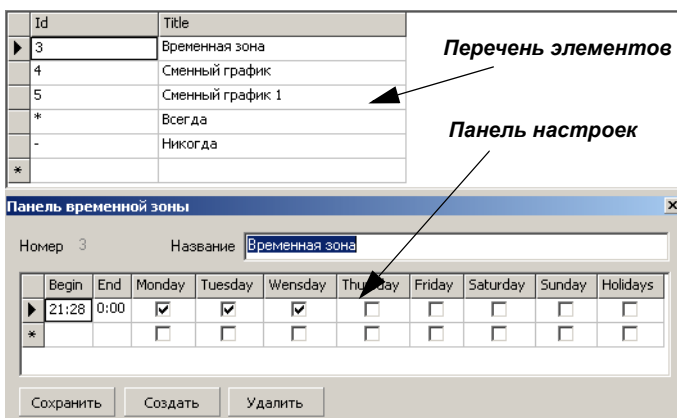 Id Title
3 Временная зона
4 Сменный график
5 Сменный график 1
* Всегда
- Никогда
*
Перечень элементов
Панель настроек
Панель временной зоны
Номер 3 Название Временная зона
Begin End Monday Tuesday Wensday Thursday Friday Saturday Sunday Holidays
21:28 0:00
*
Сохранить Создать Удалить